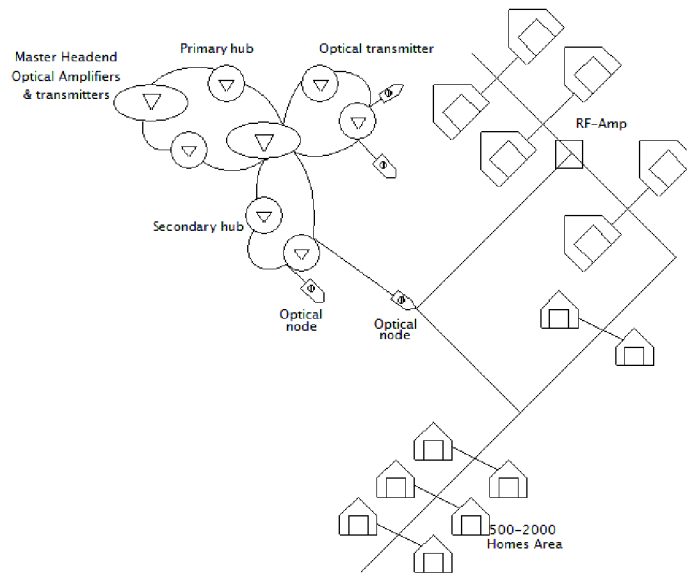 Primary hub
Optical transmitter
Master Headend
Optical Amplifiers
& transmitters
RF-Amp
Secondary hub
Optical
node
Optical
node
500-2000
Homes Area